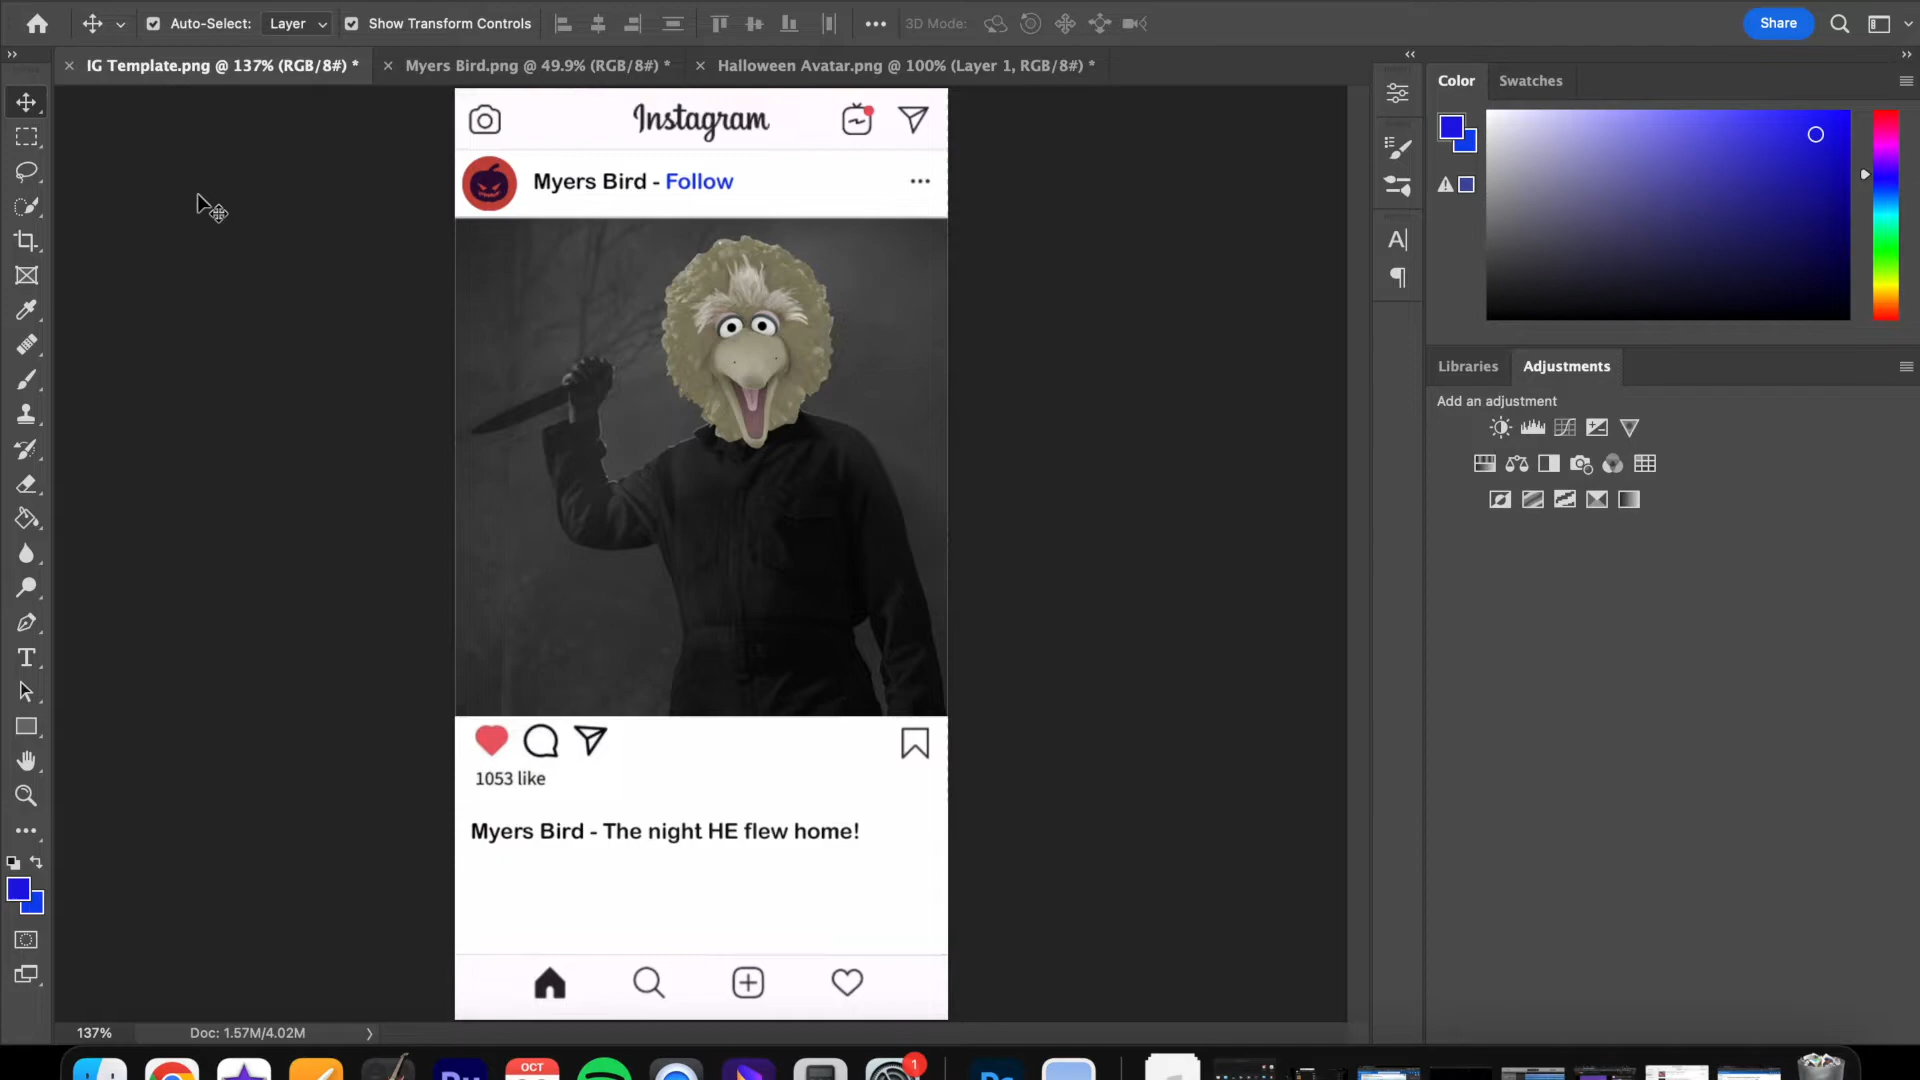 Auto-Select: Layer Show Transform Controls 3D Mode: Share
IG Template.png @ 137% (RGB/8#) * Myers Bird.png @ 49.9% (RGB/8#) * Halloween Avatar.png @ 100% (Layer 1, RGB/8#) *
Color Swatches
Instagram
Myers Bird - Follow
Libraries Adjustments
Add an adjustment
1053 like
Myers Bird - The night HE flew home!
137% Doc: 1.57M/4.02M
OCT
1